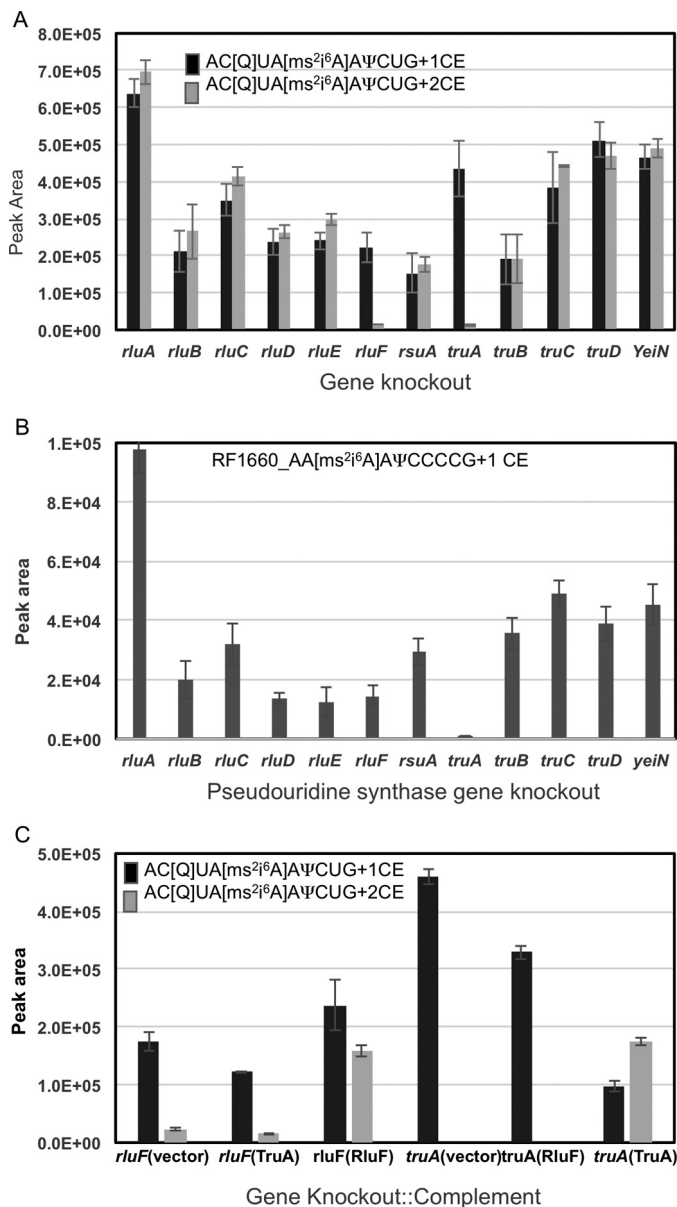 A
8.0E+05
7.0E+05
6.0E+05
5.0E+05
4.0E+05
3.0E+05
2.0E+05
1.0E+05
0.0E+00
Peak Area
AC[Q]UA[ms²i⁶A]AΨCUG+1CE
AC[Q]UA[ms²i⁶A]AΨCUG+2CE
rluA rluB rluC rluD rluE rluF rsuA truA truB truC truD YeiN
Gene knockout
B
1.E+05
8.E+04
6.E+04
4.E+04
2.E+04
0.E+00
Peak area
RF1660_AA[ms²i⁶A]AΨCCCCG+1 CE
rluA rluB rluC rluD rluE rluF rsuA truA truB truC truD yeiN
Pseudouridine synthase gene knockout
C
5.0E+05
4.0E+05
3.0E+05
2.0E+05
1.0E+05
0.0E+00
Peak area
AC[Q]UA[ms²i⁶A]AΨCUG+1CE
AC[Q]UA[ms²i⁶A]AΨCUG+2CE
rluF(vector) rluF(TruA) rluF(RluF) truA(vector) truA(RluF) truA(TruA)
Gene Knockout::Complement